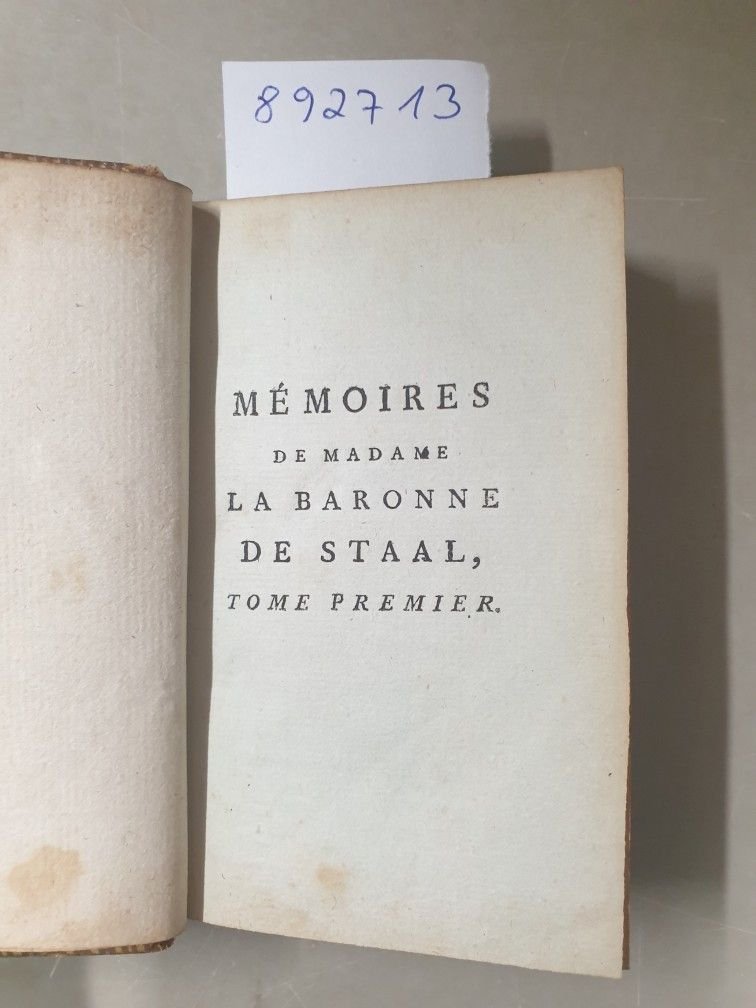 892713
MÉMOIRES
DE MADAME
LA BARONNE
DE STAAL,
TOME PREMIER.